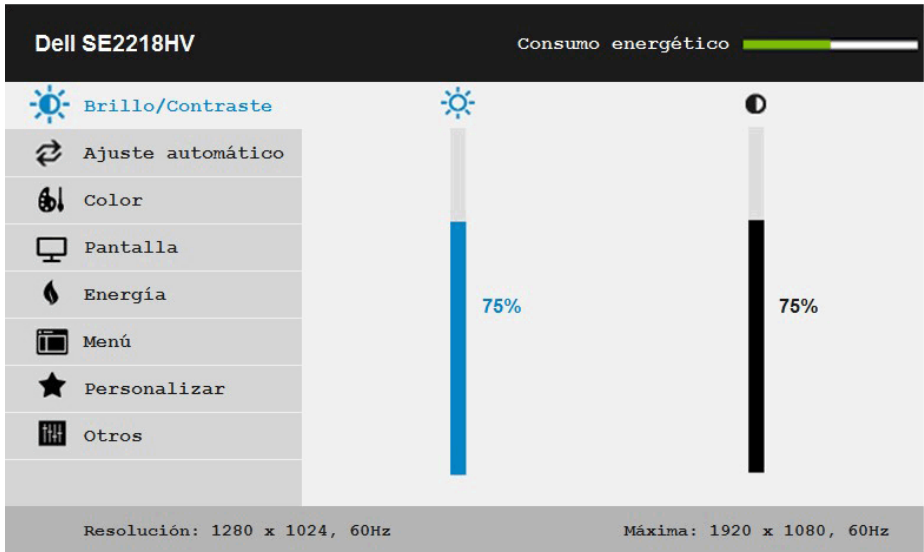 Dell SE2218HV
Consumo energético
Brillo/Contraste
Ajuste automático
Color
Pantalla
Energía
Menú
Personalizar
Otros
75%
75%
Resolución: 1280 x 1024, 60Hz
Máxima: 1920 x 1080, 60Hz